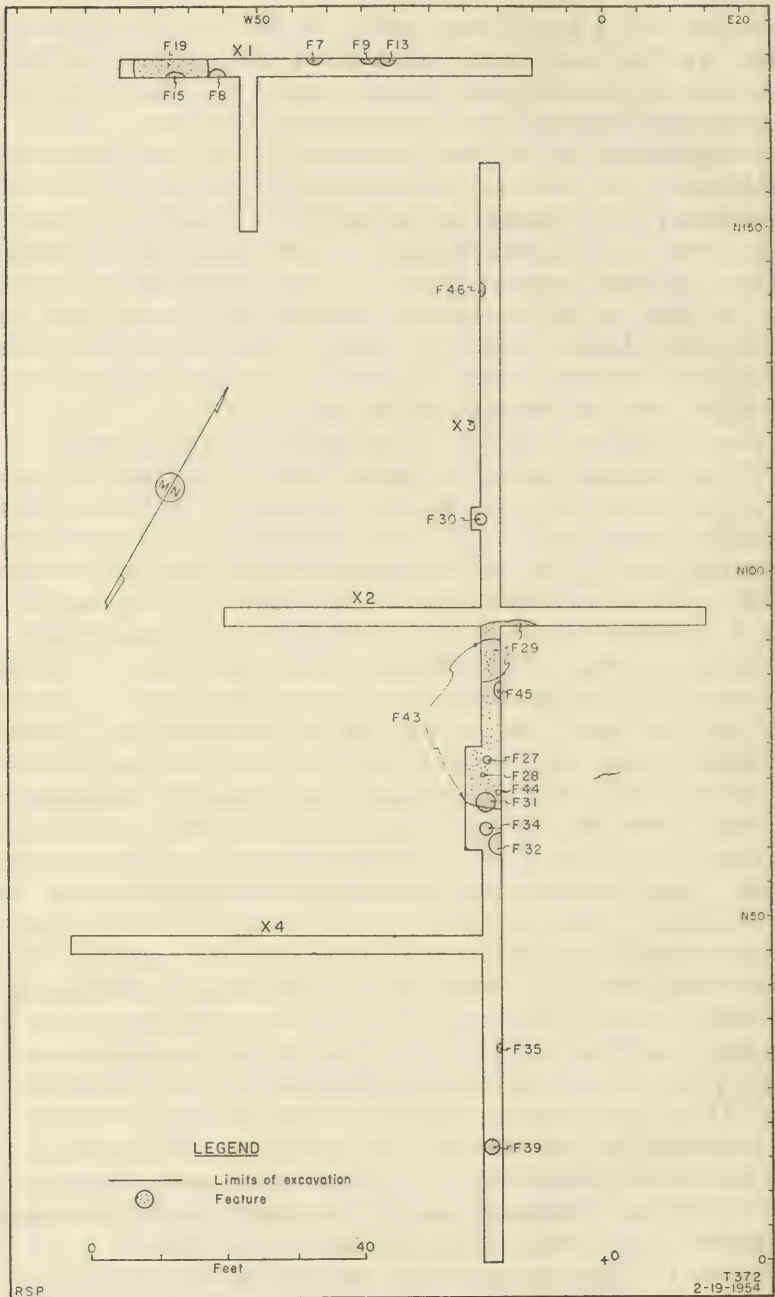 W50 0 E20
F19 X1 F7 F9 F13
F15 F8
N150
F46
X3
M/N
F30
N100
X2
F29
F45
F43
F27
F28
F44
F31
F34
F32
N50
X4
F35
LEGEND
F39
Limits of excavation
Feature
0 40
Feet
0 0
T372
RSP 2-19-1954